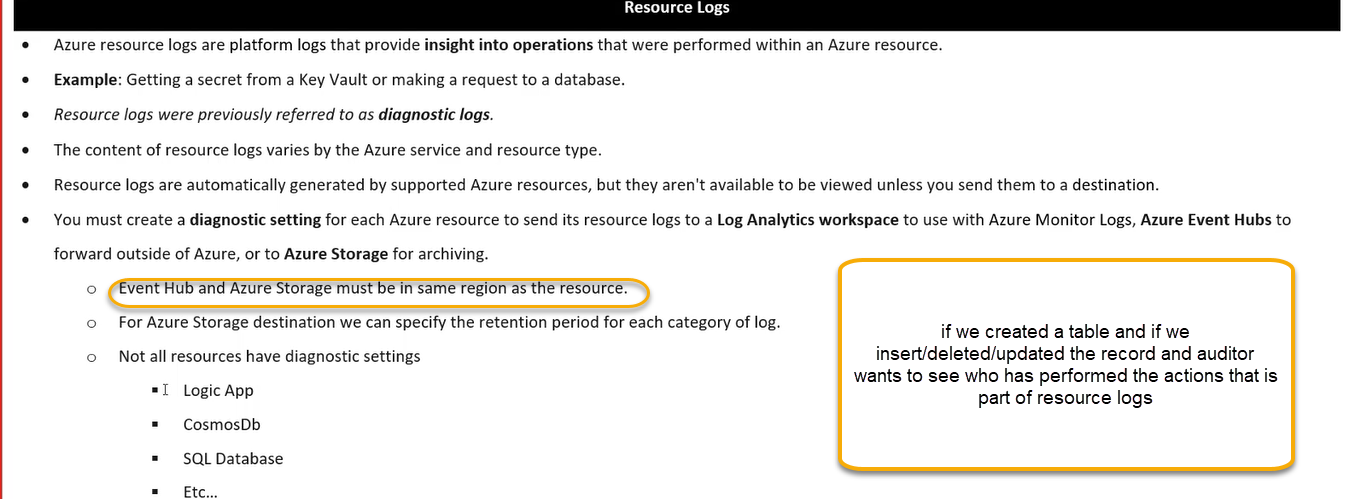 Resource Logs
• Azure resource logs are platform logs that provide insight into operations that were performed within an Azure resource.
• Example: Getting a secret from a Key Vault or making a request to a database.
• Resource logs were previously referred to as diagnostic logs.
• The content of resource logs varies by the Azure service and resource type.
• Resource logs are automatically generated by supported Azure resources, but they aren't available to be viewed unless you send them to a destination.
• You must create a diagnostic setting for each Azure resource to send its resource logs to a Log Analytics workspace to use with Azure Monitor Logs, Azure Event Hubs to
forward outside of Azure, or to Azure Storage for archiving.
o Event Hub and Azure Storage must be in same region as the resource.
o For Azure Storage destination we can specify the retention period for each category of log.
o Not all resources have diagnostic settings
▪ Logic App
▪ CosmosDb
▪ SQL Database
▪ Etc...
if we created a table and if we
insert/deleted/updated the record and auditor
wants to see who has performed the actions that is
part of resource logs